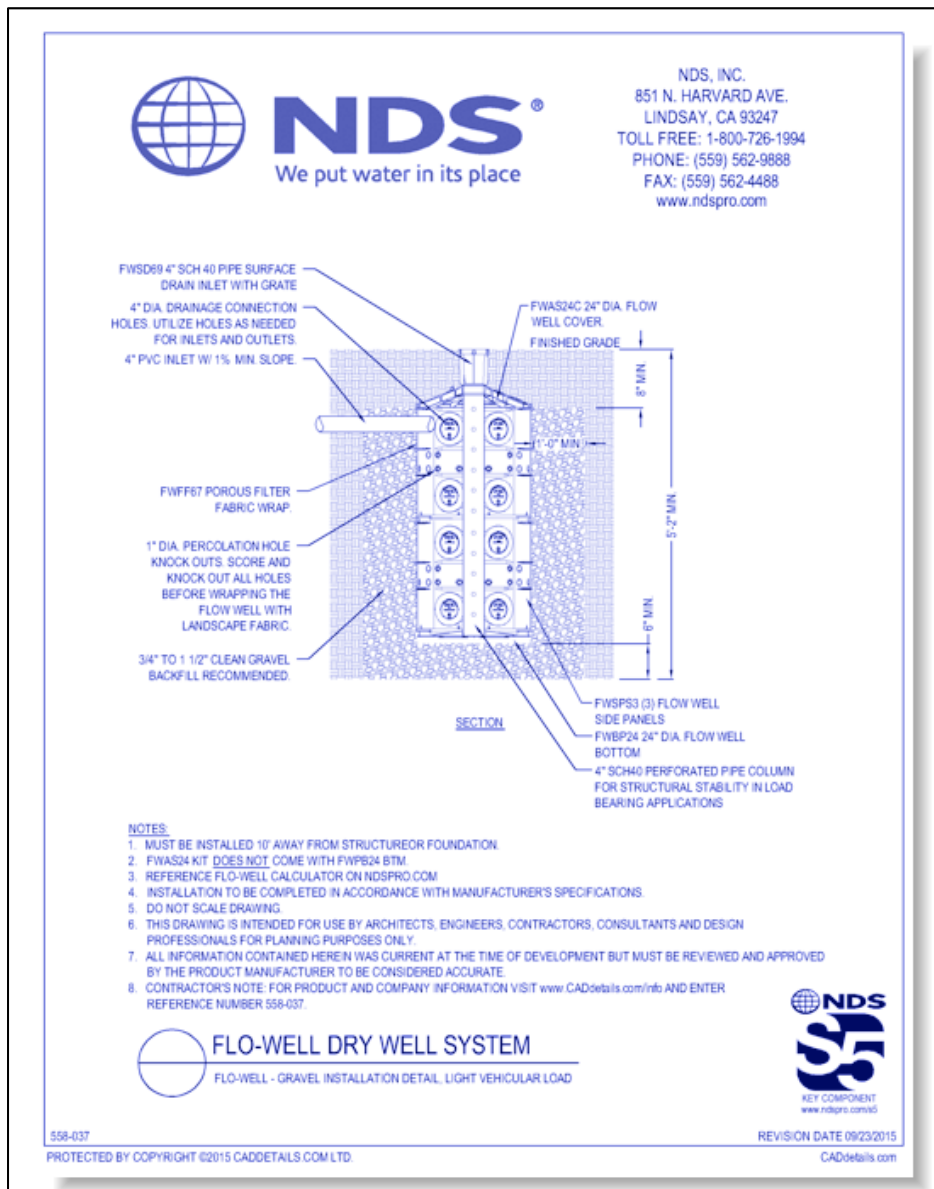 NDS®
We put water in its place
NDS, INC.
851 N. HARVARD AVE.
LINDSAY, CA 93247
TOLL FREE: 1-800-726-1994
PHONE: (559) 562-9888
FAX: (559) 562-4488
www.ndspro.com
FWSD69 4" SCH 40 PIPE SURFACE
DRAIN INLET WITH GRATE
4" DIA. DRAINAGE CONNECTION
HOLES. UTILIZE HOLES AS NEEDED
FOR INLETS AND OUTLETS.
4" PVC INLET W/ 1% MIN. SLOPE.
FWFF67 POROUS FILTER
FABRIC WRAP.
1" DIA. PERCOLATION HOLE
KNOCK OUTS. SCORE AND
KNOCK OUT ALL HOLES
BEFORE WRAPPING THE
FLOW WELL WITH
LANDSCAPE FABRIC.
3/4" TO 1 1/2" CLEAN GRAVEL
BACKFILL RECOMMENDED.
FWAS24C 24" DIA. FLOW
WELL COVER.
FINISHED GRADE
8" MIN.
1'-0" MIN
5'-2" MIN.
6" MIN.
FWSPS3 (3) FLOW WELL
SIDE PANELS
FWBP24 24" DIA. FLOW WELL
BOTTOM
4" SCH40 PERFORATED PIPE COLUMN
FOR STRUCTURAL STABILITY IN LOAD
BEARING APPLICATIONS
SECTION
NOTES:
1. MUST BE INSTALLED 10' AWAY FROM STRUCTUREOR FOUNDATION.
2. FWAS24 KIT DOES NOT COME WITH FWPB24 BTM.
3. REFERENCE FLO-WELL CALCULATOR ON NDSPRO.COM
4. INSTALLATION TO BE COMPLETED IN ACCORDANCE WITH MANUFACTURER'S SPECIFICATIONS.
5. DO NOT SCALE DRAWING.
6. THIS DRAWING IS INTENDED FOR USE BY ARCHITECTS, ENGINEERS, CONTRACTORS, CONSULTANTS AND DESIGN
PROFESSIONALS FOR PLANNING PURPOSES ONLY.
7. ALL INFORMATION CONTAINED HEREIN WAS CURRENT AT THE TIME OF DEVELOPMENT BUT MUST BE REVIEWED AND APPROVED
BY THE PRODUCT MANUFACTURER TO BE CONSIDERED ACCURATE.
8. CONTRACTOR'S NOTE: FOR PRODUCT AND COMPANY INFORMATION VISIT www.CADdetails.com/info AND ENTER
REFERENCE NUMBER 558-037.
FLO-WELL DRY WELL SYSTEM
FLO-WELL - GRAVEL INSTALLATION DETAIL, LIGHT VEHICULAR LOAD
NDS
S5
KEY COMPONENT
www.ndspro.com/s5
558-037
REVISION DATE 09/23/2015
PROTECTED BY COPYRIGHT ©2015 CADDETAILS.COM LTD.
CADdetails.com